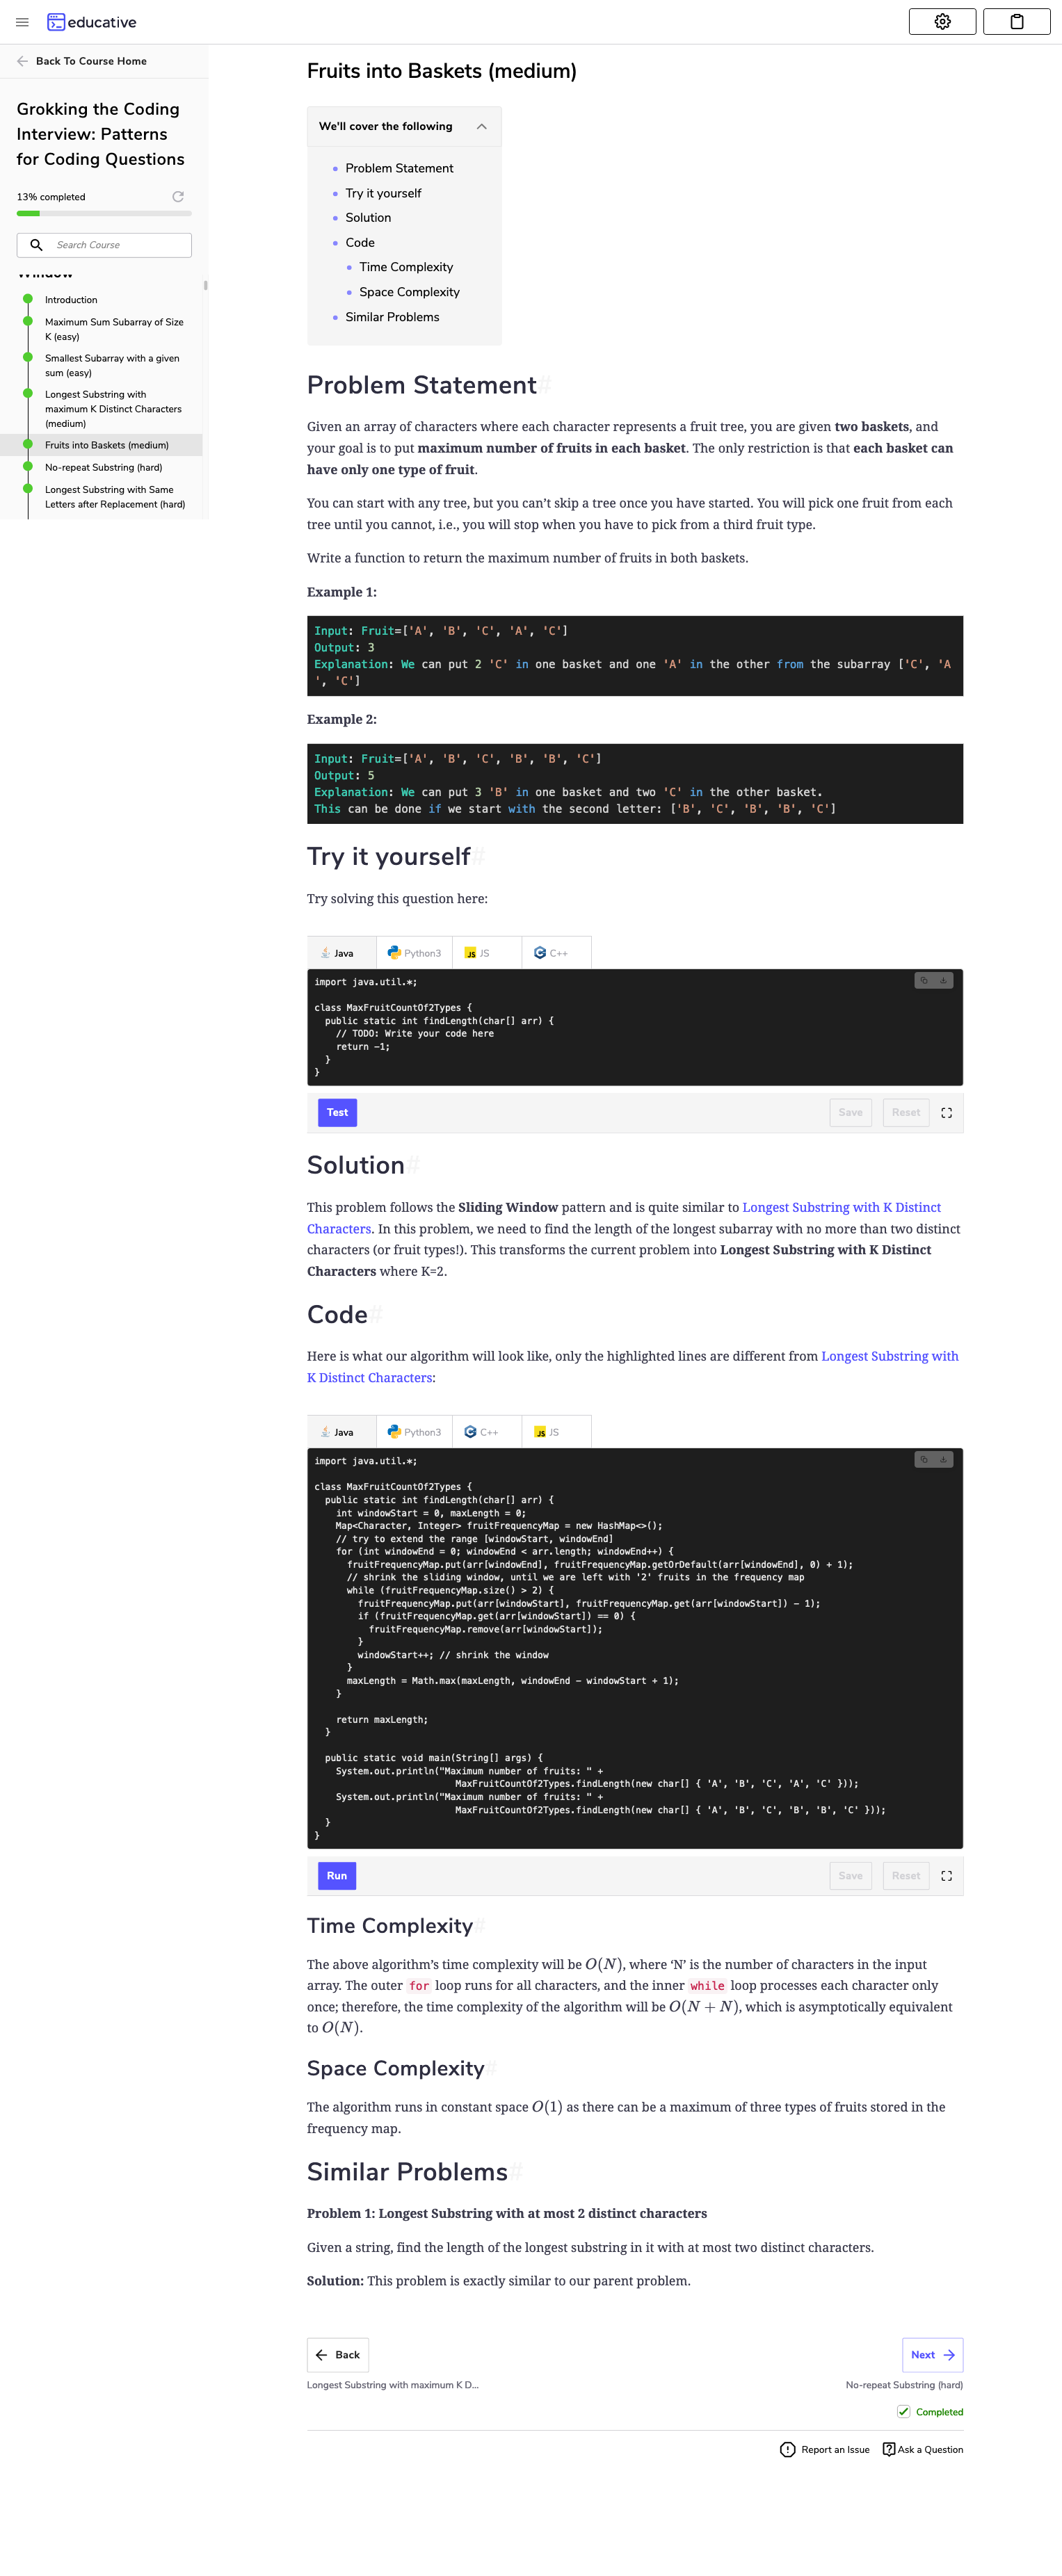 educative
Back To Course Home
Grokking the Coding
Interview: Patterns
for Coding Questions
13% completed
Search Course
Window
Introduction
Maximum Sum Subarray of Size
K (easy)
Smallest Subarray with a given
sum (easy)
Longest Substring with
maximum K Distinct Characters
(medium)
Fruits into Baskets (medium)
No-repeat Substring (hard)
Longest Substring with Same
Letters after Replacement (hard)
Fruits into Baskets (medium)
We'll cover the following
Problem Statement
Try it yourself
Solution
Code
Time Complexity
Space Complexity
Similar Problems
Problem Statement#
Given an array of characters where each character represents a fruit tree, you are given two baskets, and
your goal is to put maximum number of fruits in each basket. The only restriction is that each basket can
have only one type of fruit.
You can start with any tree, but you can’t skip a tree once you have started. You will pick one fruit from each
tree until you cannot, i.e., you will stop when you have to pick from a third fruit type.
Write a function to return the maximum number of fruits in both baskets.
Example 1:
Input: Fruit=['A', 'B', 'C', 'A', 'C']
Output: 3
Explanation: We can put 2 'C' in one basket and one 'A' in the other from the subarray ['C', 'A
', 'C']
Example 2:
Input: Fruit=['A', 'B', 'C', 'B', 'B', 'C']
Output: 5
Explanation: We can put 3 'B' in one basket and two 'C' in the other basket.
This can be done if we start with the second letter: ['B', 'C', 'B', 'B', 'C']
Try it yourself#
Try solving this question here:
Java Python3 JS C++
import java.util.*;
class MaxFruitCountOf2Types {
  public static int findLength(char[] arr) {
    // TODO: Write your code here
    return -1;
  }
}
Test Save Reset
Solution#
This problem follows the Sliding Window pattern and is quite similar to Longest Substring with K Distinct
Characters. In this problem, we need to find the length of the longest subarray with no more than two distinct
characters (or fruit types!). This transforms the current problem into Longest Substring with K Distinct
Characters where K=2.
Code#
Here is what our algorithm will look like, only the highlighted lines are different from Longest Substring with
K Distinct Characters:
Java Python3 C++ JS
import java.util.*;
class MaxFruitCountOf2Types {
  public static int findLength(char[] arr) {
    int windowStart = 0, maxLength = 0;
    Map<Character, Integer> fruitFrequencyMap = new HashMap<>();
    // try to extend the range [windowStart, windowEnd]
    for (int windowEnd = 0; windowEnd < arr.length; windowEnd++) {
      fruitFrequencyMap.put(arr[windowEnd], fruitFrequencyMap.getOrDefault(arr[windowEnd], 0) + 1);
      // shrink the sliding window, until we are left with '2' fruits in the frequency map
      while (fruitFrequencyMap.size() > 2) {
        fruitFrequencyMap.put(arr[windowStart], fruitFrequencyMap.get(arr[windowStart]) - 1);
        if (fruitFrequencyMap.get(arr[windowStart]) == 0) {
          fruitFrequencyMap.remove(arr[windowStart]);
        }
        windowStart++; // shrink the window
      }
      maxLength = Math.max(maxLength, windowEnd - windowStart + 1);
    }
    return maxLength;
  }
  public static void main(String[] args) {
    System.out.println("Maximum number of fruits: " +
                          MaxFruitCountOf2Types.findLength(new char[] { 'A', 'B', 'C', 'A', 'C' }));
    System.out.println("Maximum number of fruits: " +
                          MaxFruitCountOf2Types.findLength(new char[] { 'A', 'B', 'C', 'B', 'B', 'C' }));
  }
}
Run Save Reset
Time Complexity#
The above algorithm’s time complexity will be O(N), where ‘N’ is the number of characters in the input
array. The outer for loop runs for all characters, and the inner while loop processes each character only
once; therefore, the time complexity of the algorithm will be O(N + N), which is asymptotically equivalent
to O(N).
Space Complexity#
The algorithm runs in constant space O(1) as there can be a maximum of three types of fruits stored in the
frequency map.
Similar Problems#
Problem 1: Longest Substring with at most 2 distinct characters
Given a string, find the length of the longest substring in it with at most two distinct characters.
Solution: This problem is exactly similar to our parent problem.
Back Next
Longest Substring with maximum K D... No-repeat Substring (hard)
Completed
Report an Issue Ask a Question